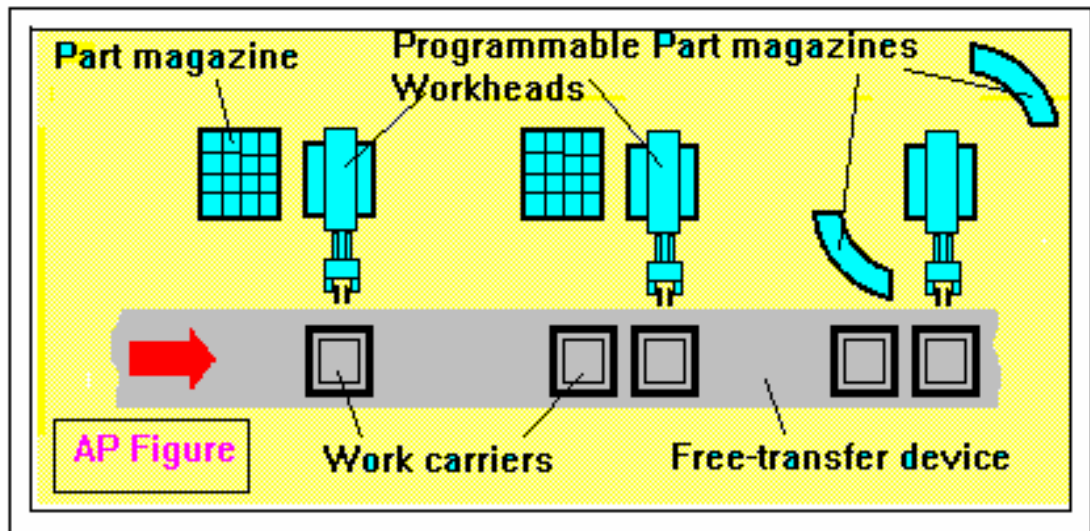 Part magazine
Programmable Part magazines
Workheads
AP Figure
Work carriers
Free-transfer device